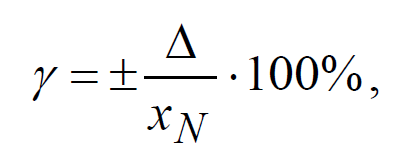 γ = ± Δ / x_N · 100%,